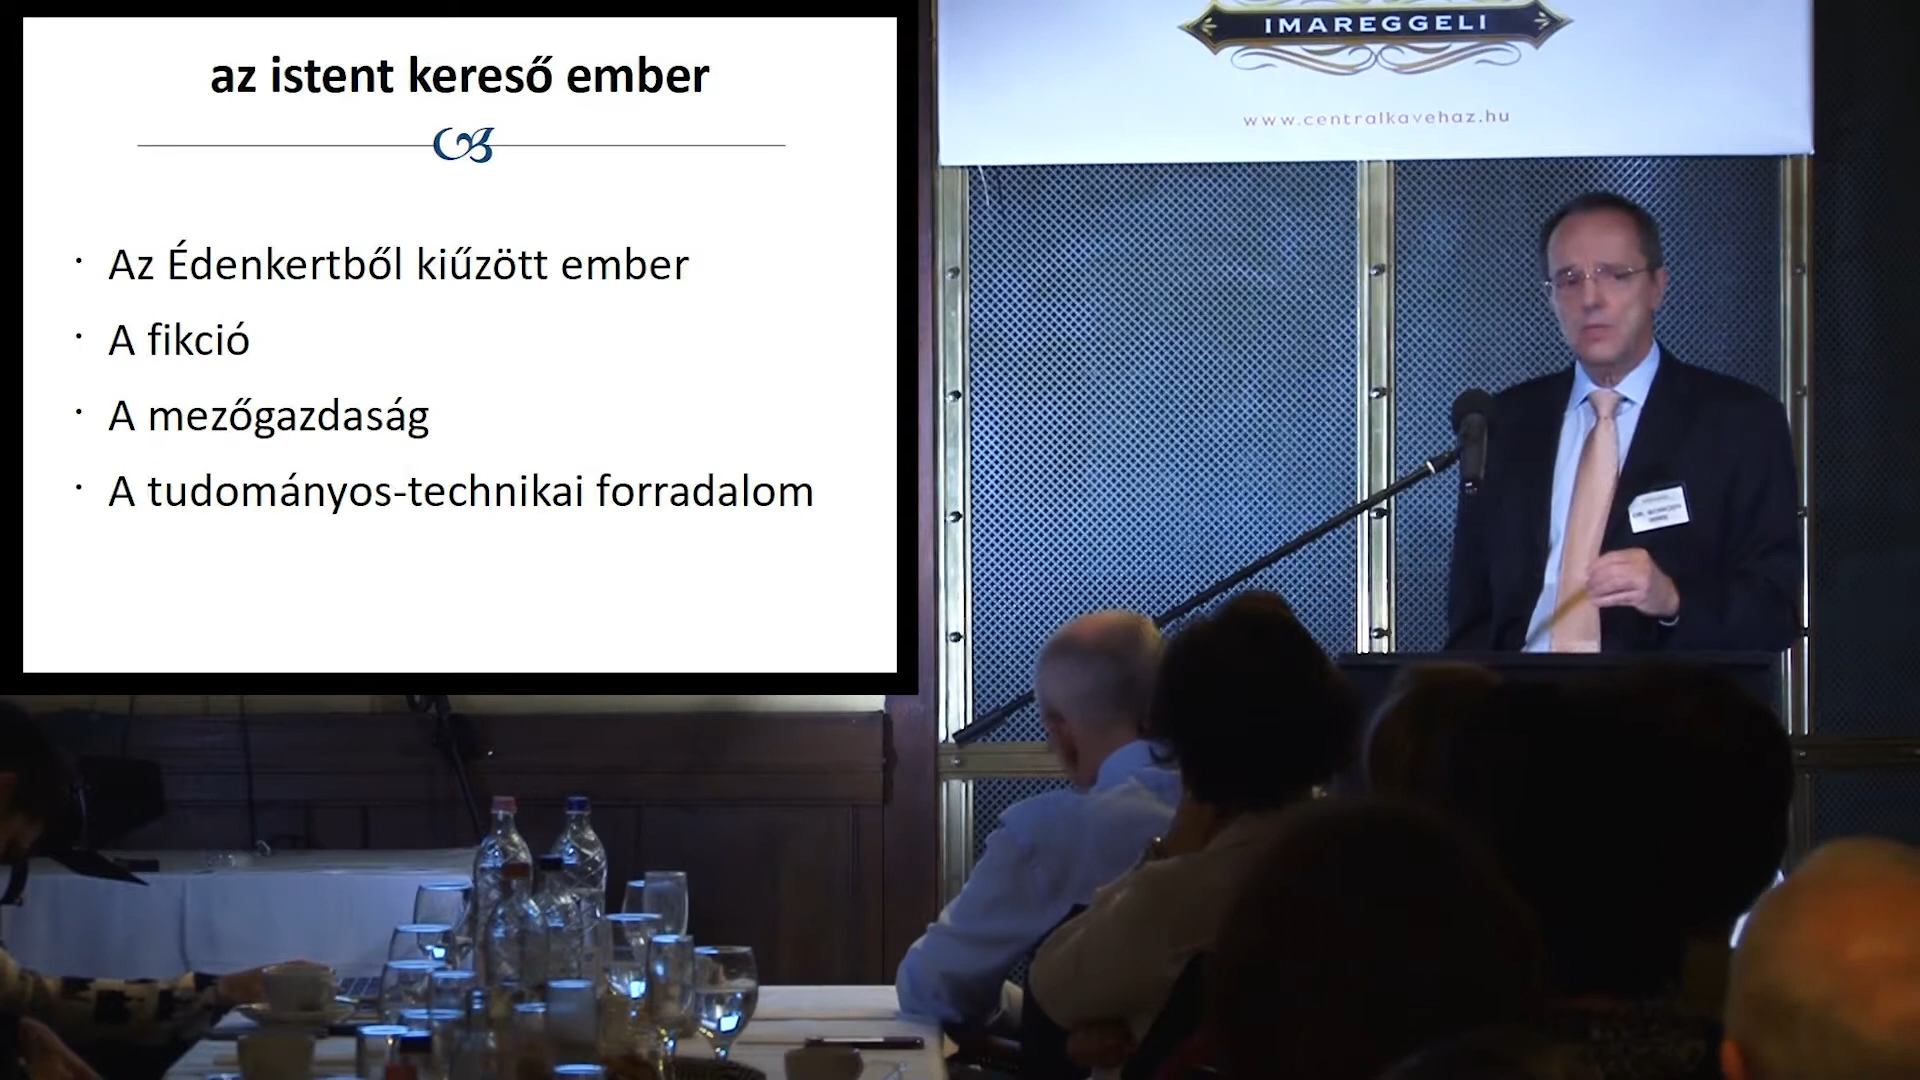 az istent kereső ember
· Az Édenkertből kiűzött ember
· A fikció
· A mezőgazdaság
· A tudományos-technikai forradalom
IMAREGGELI
www.centralkavehaz.hu